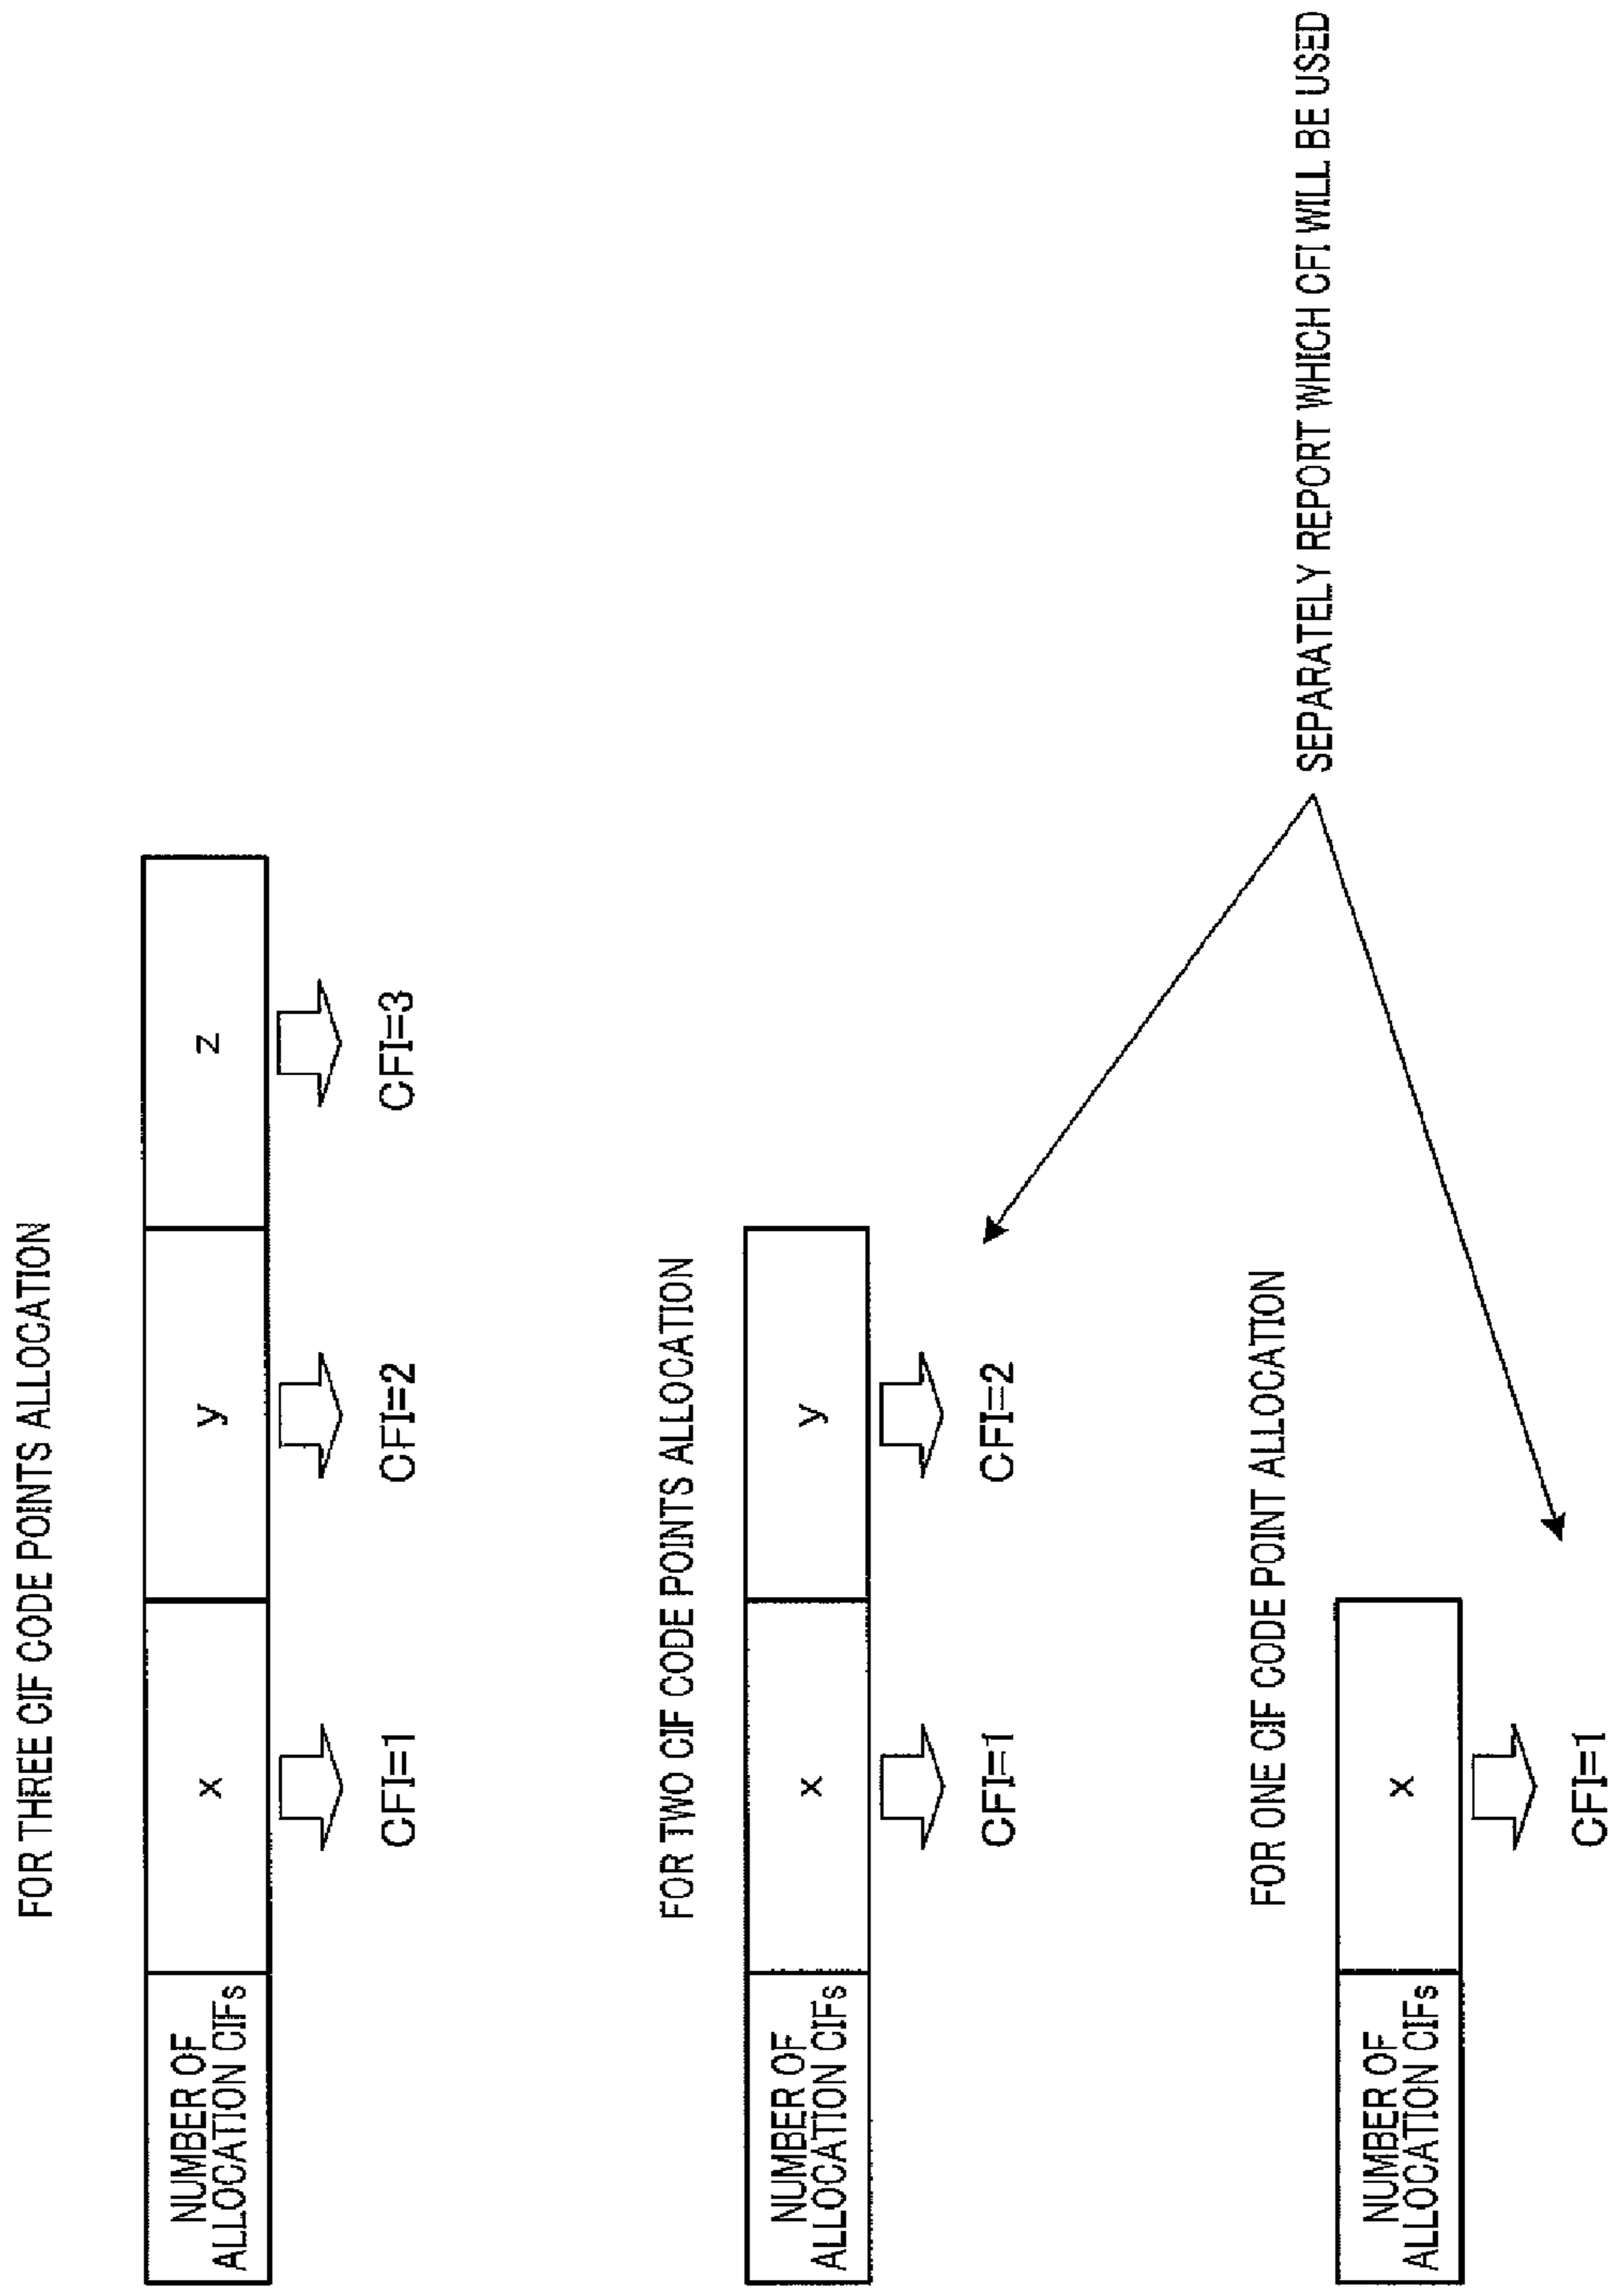 FOR THREE CIF CODE POINTS ALLOCATION
NUMBER OF
ALLOCATION CIFs
x
y
z
CFI=1
CFI=2
CFI=3
FOR TWO CIF CODE POINTS ALLOCATION
NUMBER OF
ALLOCATION CIFs
x
y
CFI=1
CFI=2
SEPARATELY REPORT WHICH CFI WILL BE USED
FOR ONE CIF CODE POINT ALLOCATION
NUMBER OF
ALLOCATION CIFs
x
CFI=1